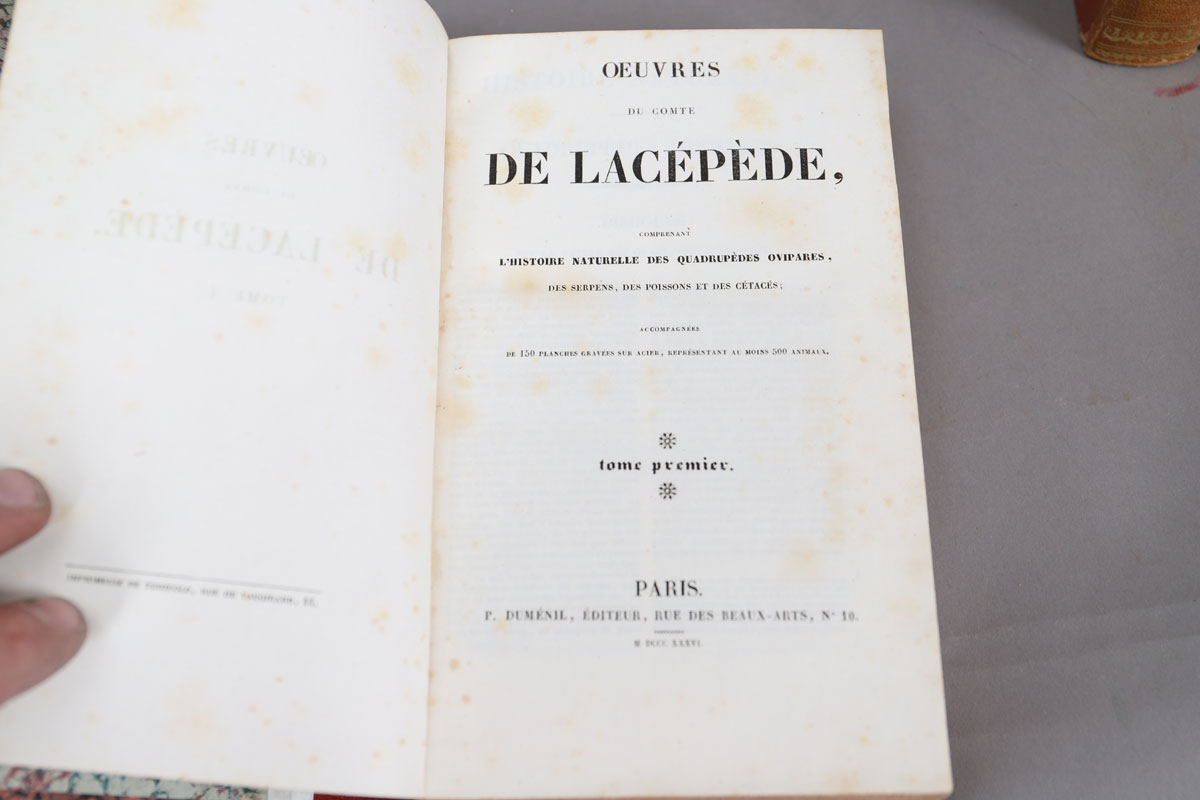 IMPRIMERIE DE
OEUVRES
DU COMTE
DE LACÉPÈDE,
COMPRENANT
L'HISTOIRE NATURELLE DES QUADRUPÈDES OVIPARES,
DES SERPENS, DES POISSONS ET DES CÉTACÉS;
ACCOMPAGNÉES
DE 150 PLANCHES GRAVÉES SUR ACIER, REPRÉSENTANT AU MOINS 500 ANIMAUX.
tome premier.
PARIS.
P. DUMÉNIL, ÉDITEUR, RUE DES BEAUX-ARTS, N° 10.
M DCCC XXXVI.